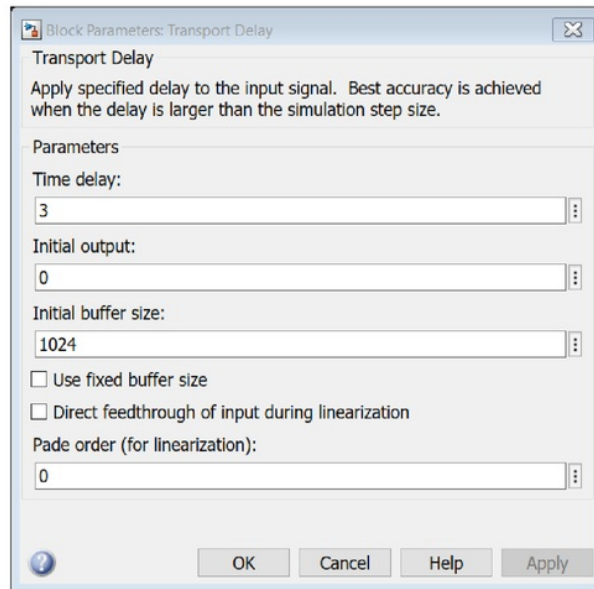 Block Parameters: Transport Delay
Transport Delay
Apply specified delay to the input signal. Best accuracy is achieved
when the delay is larger than the simulation step size.
Parameters
Time delay:
3
Initial output:
0
Initial buffer size:
1024
Use fixed buffer size
Direct feedthrough of input during linearization
Pade order (for linearization):
0
OK Cancel Help Apply